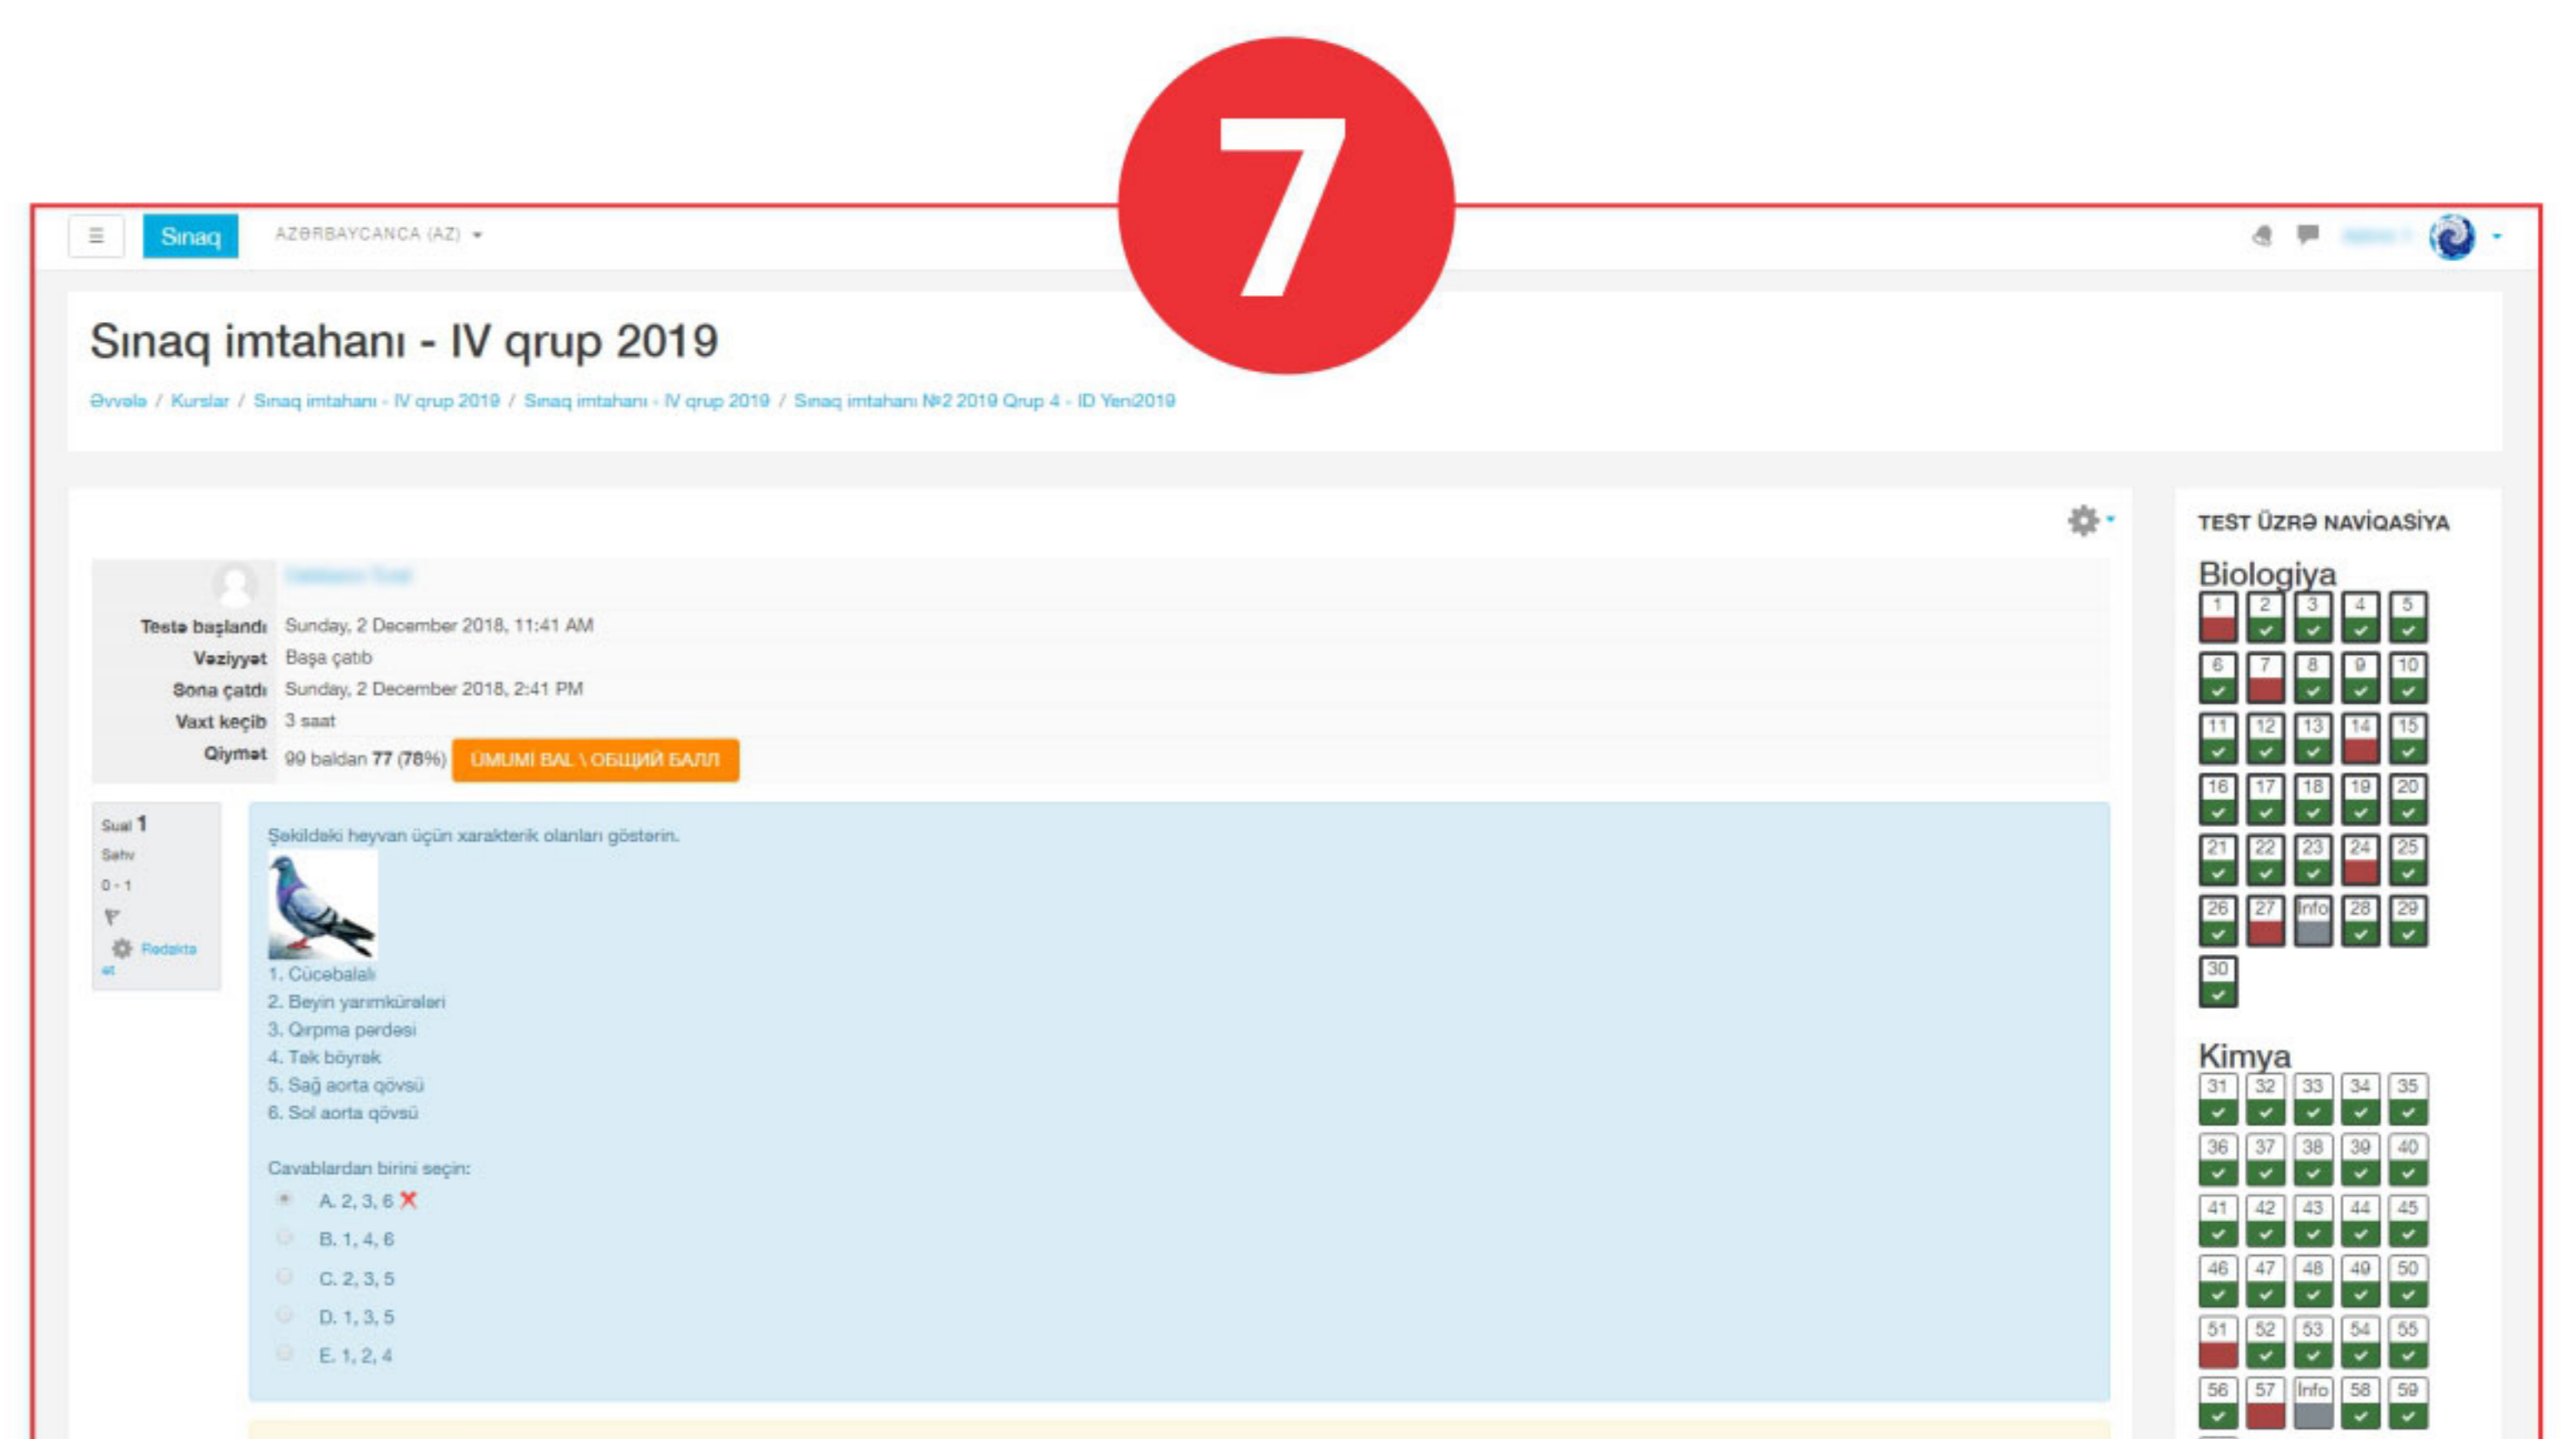 7
Sınaq
AZƏRBAYCANCA (AZ)
Sınaq imtahanı - IV qrup 2019
Əvvələ / Kurslar / Sınaq imtahanı - IV qrup 2019 / Sınaq imtahanı - IV qrup 2019 / Sınaq imtahanı №2 2019 Qrup 4 - ID Yeni2019
Testə başlandı Sunday, 2 December 2018, 11:41 AM
Vəziyyət Başa çatıb
Sona çatdı Sunday, 2 December 2018, 2:41 PM
Vaxt keçib 3 saat
Qiymət 99 baldan 77 (78%) ÜMUMİ BAL \ ОБЩИЙ БАЛЛ
Sual 1
Səhv
0 - 1
Redaktə
et
Şəkildəki heyvan üçün xarakterik olanları göstərin.
1. Cücəbalalı
2. Beyin yarımkürələri
3. Qırpma pərdəsi
4. Tək böyrək
5. Sağ aorta qövsü
6. Sol aorta qövsü
Cavablardan birini seçin:
A. 2, 3, 6
B. 1, 4, 6
C. 2, 3, 5
D. 1, 3, 5
E. 1, 2, 4
TEST ÜZRƏ NAVİQASİYA
Biologiya
1 2 3 4 5
6 7 8 9 10
11 12 13 14 15
16 17 18 19 20
21 22 23 24 25
26 27 İnfo 28 29
30
Kimya
31 32 33 34 35
36 37 38 39 40
41 42 43 44 45
46 47 48 49 50
51 52 53 54 55
56 57 İnfo 58 59